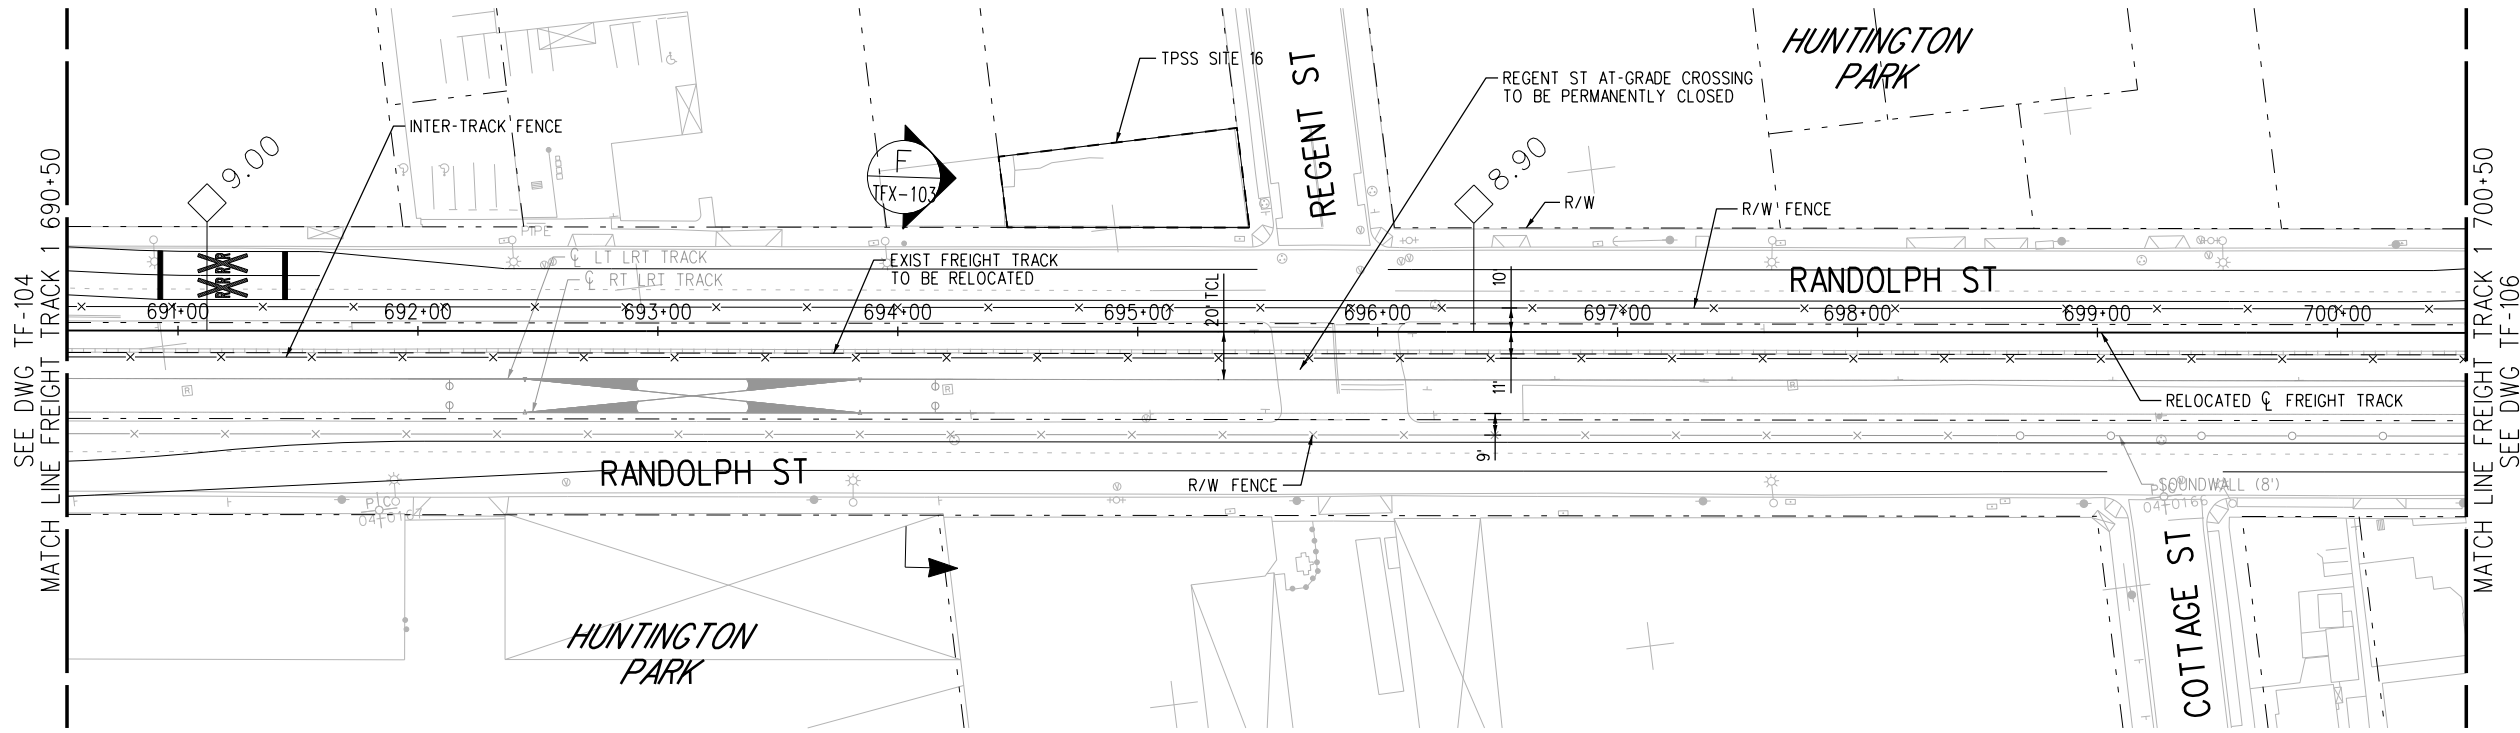 HUNTINGTON
PARK
TPSS SITE 16
REGENT ST
REGENT ST AT-GRADE CROSSING
TO BE PERMANENTLY CLOSED
INTER-TRACK FENCE
9.00
F
TFX-103
8.90
R/W
R/W FENCE
PIPE
℄ LT LRT TRACK
℄ RT LRT TRACK
EXIST FREIGHT TRACK
TO BE RELOCATED
RXR
RXR
20' TCL
10'
RANDOLPH ST
691+00
692+00
693+00
694+00
695+00
696+00
697+00
698+00
699+00
700+00
R
R
R
11'
RELOCATED ℄ FREIGHT TRACK
9'
RANDOLPH ST
R/W FENCE
SOUNDWALL (8')
04-0166
HUNTINGTON
PARK
COTTAGE ST
SEE DWG TF-104
MATCH LINE FREIGHT TRACK 1 690+50
MATCH LINE FREIGHT TRACK 1 700+50
SEE DWG TF-106